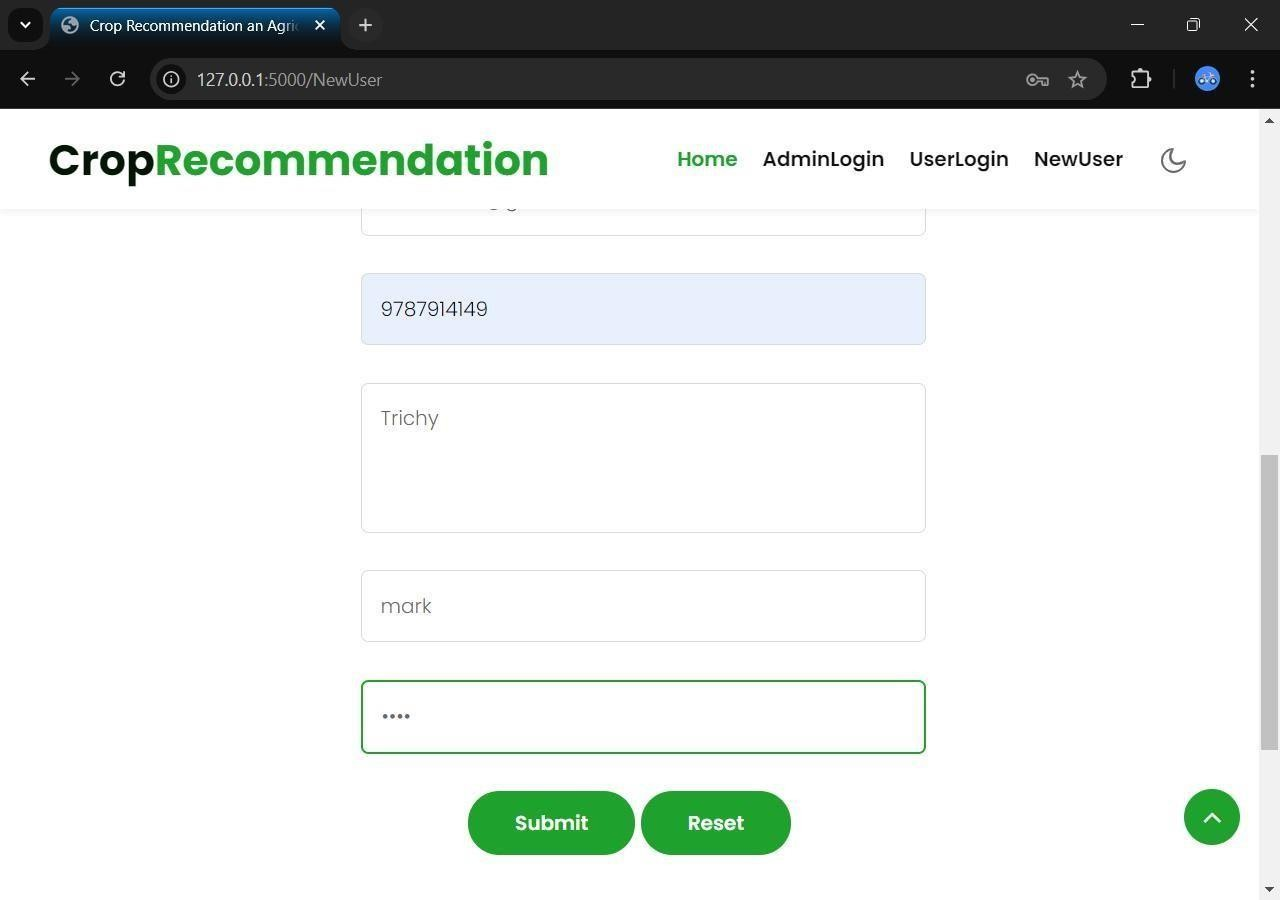 Crop Recommendation an Agri
127.0.0.1:5000/NewUser
CropRecommendation
Home AdminLogin UserLogin NewUser
9787914149
Trichy
mark
••••
Submit Reset